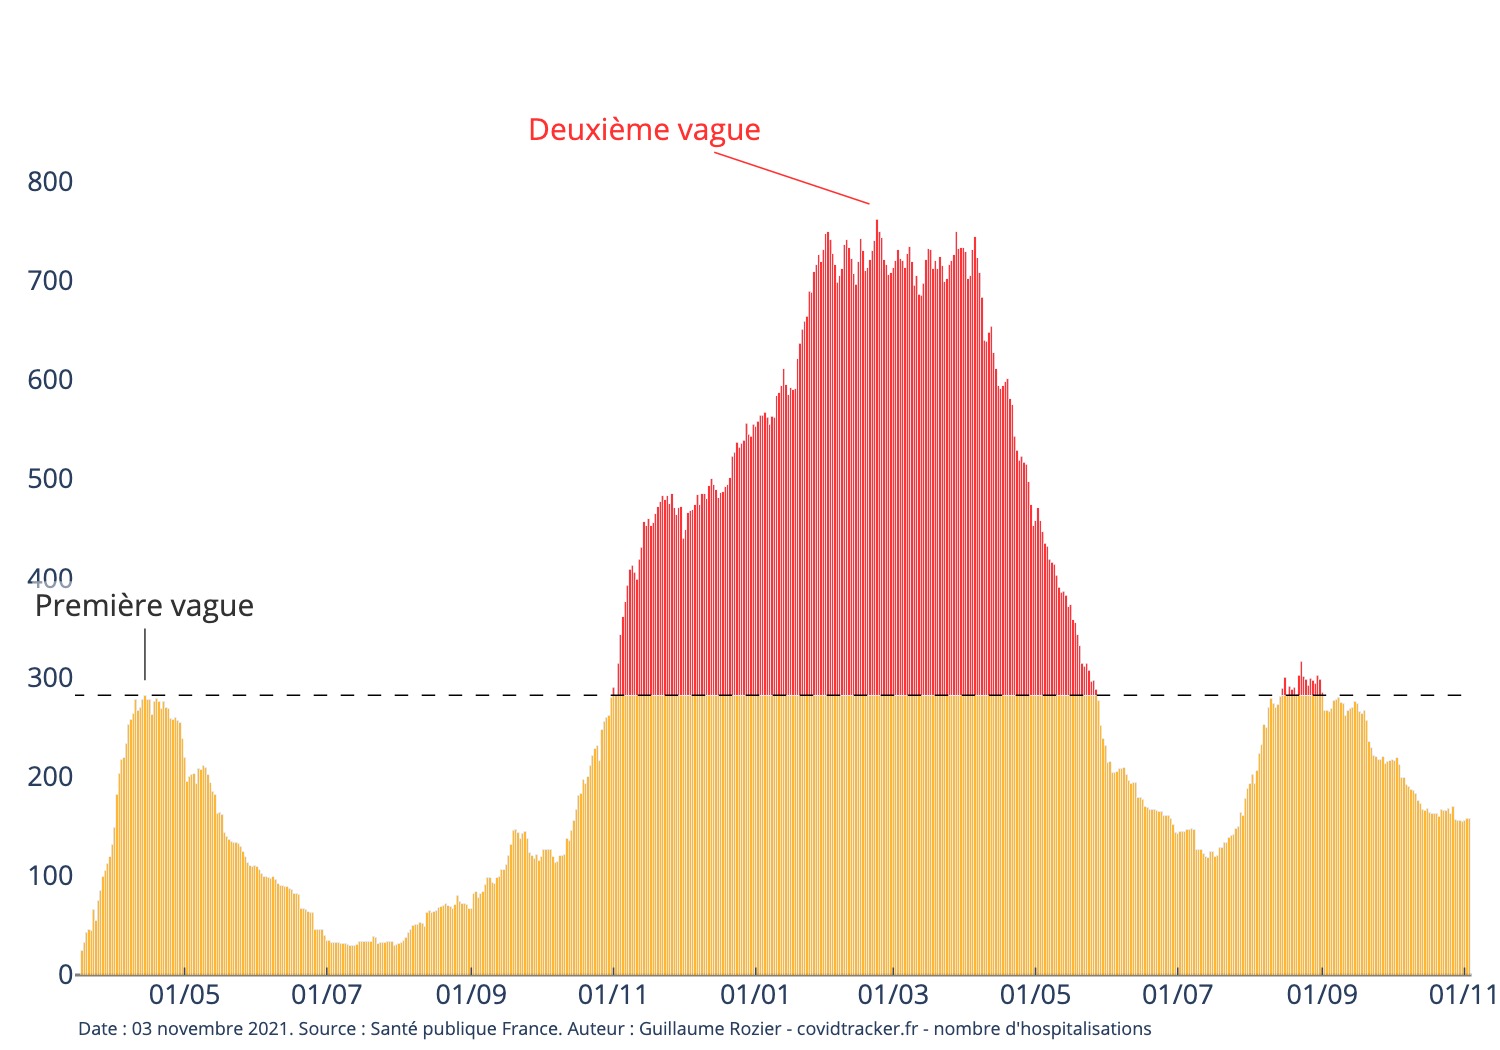 Deuxième vague
800
700
600
500
400
Première vague
300
200
100
0
01/05 01/07 01/09 01/11 01/01 01/03 01/05 01/07 01/09 01/11
Date : 03 novembre 2021. Source : Santé publique France. Auteur : Guillaume Rozier - covidtracker.fr - nombre d'hospitalisations